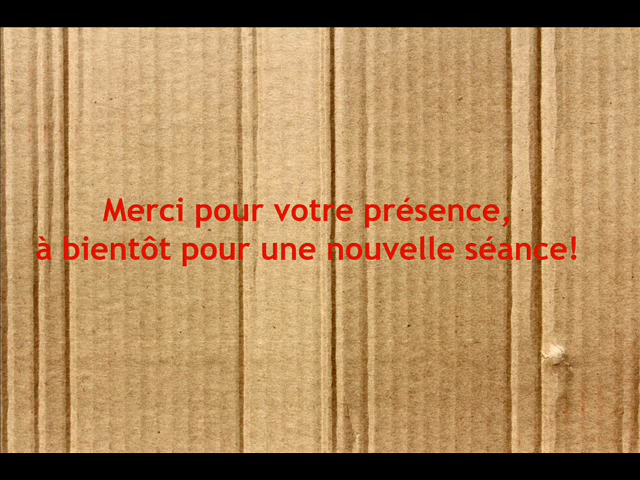 Merci pour votre présence,
à bientôt pour une nouvelle séance!